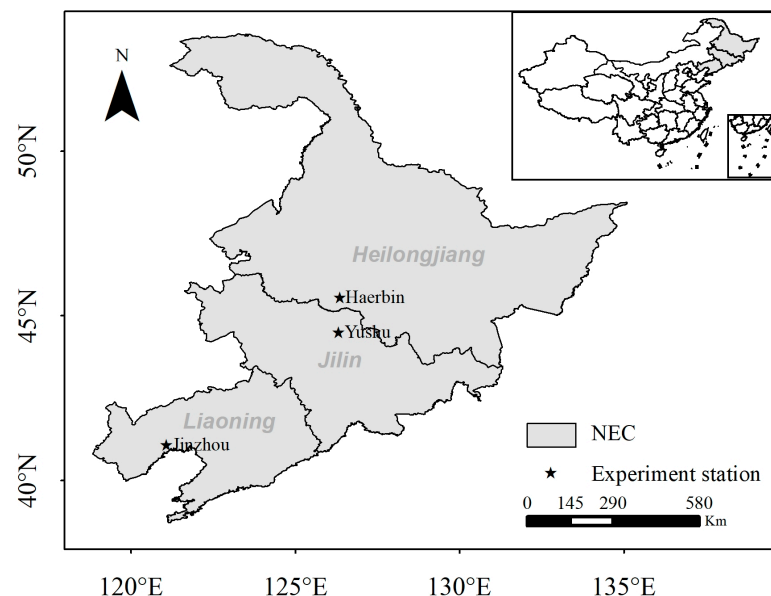 N
50°N
45°N
40°N
Heilongjiang
Haerbin
Yushu
Jilin
Liaoning
Jinzhou
NEC
Experiment station
0 145 290 580
Km
120°E 125°E 130°E 135°E